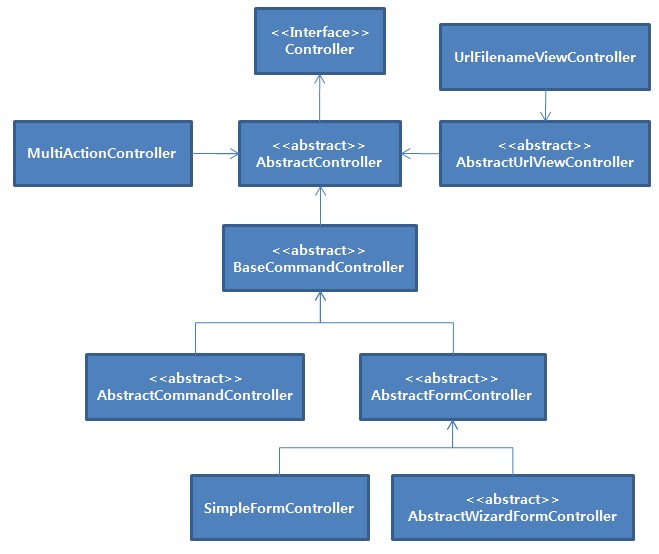 <<Interface>>
Controller
UrlFilenameViewController
MultiActionController
<<abstract>>
AbstractController
<<abstract>>
AbstractUrlViewController
<<abstract>>
BaseCommandController
<<abstract>>
AbstractCommandController
<<abstract>>
AbstractFormController
SimpleFormController
<<abstract>>
AbstractWizardFormController